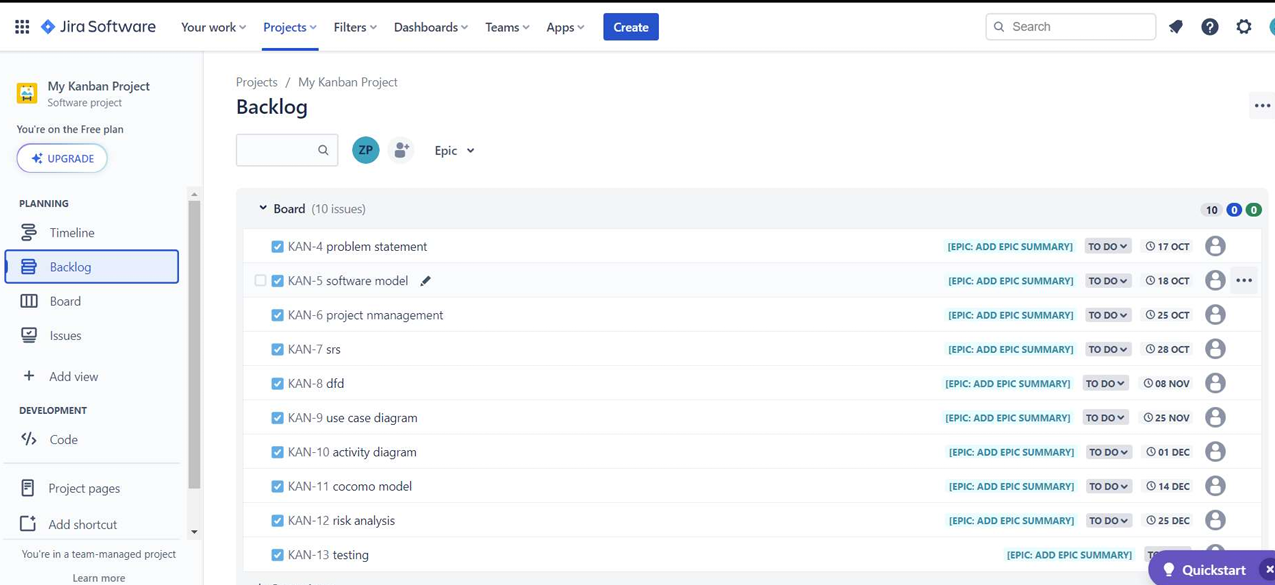 Jira Software Your work Projects Filters Dashboards Teams Apps Create Search
My Kanban Project
Software project
You're on the Free plan
UPGRADE
PLANNING
Timeline
Backlog
Board
Issues
Add view
DEVELOPMENT
Code
Project pages
Add shortcut
You're in a team-managed project
Learn more
Projects / My Kanban Project
Backlog
ZP Epic
Board (10 issues) 10 0 0
KAN-4 problem statement [EPIC: ADD EPIC SUMMARY] TO DO 17 OCT
KAN-5 software model [EPIC: ADD EPIC SUMMARY] TO DO 18 OCT
KAN-6 project nmanagement [EPIC: ADD EPIC SUMMARY] TO DO 25 OCT
KAN-7 srs [EPIC: ADD EPIC SUMMARY] TO DO 28 OCT
KAN-8 dfd [EPIC: ADD EPIC SUMMARY] TO DO 08 NOV
KAN-9 use case diagram [EPIC: ADD EPIC SUMMARY] TO DO 25 NOV
KAN-10 activity diagram [EPIC: ADD EPIC SUMMARY] TO DO 01 DEC
KAN-11 cocomo model [EPIC: ADD EPIC SUMMARY] TO DO 14 DEC
KAN-12 risk analysis [EPIC: ADD EPIC SUMMARY] TO DO 25 DEC
KAN-13 testing [EPIC: ADD EPIC SUMMARY]
Quickstart